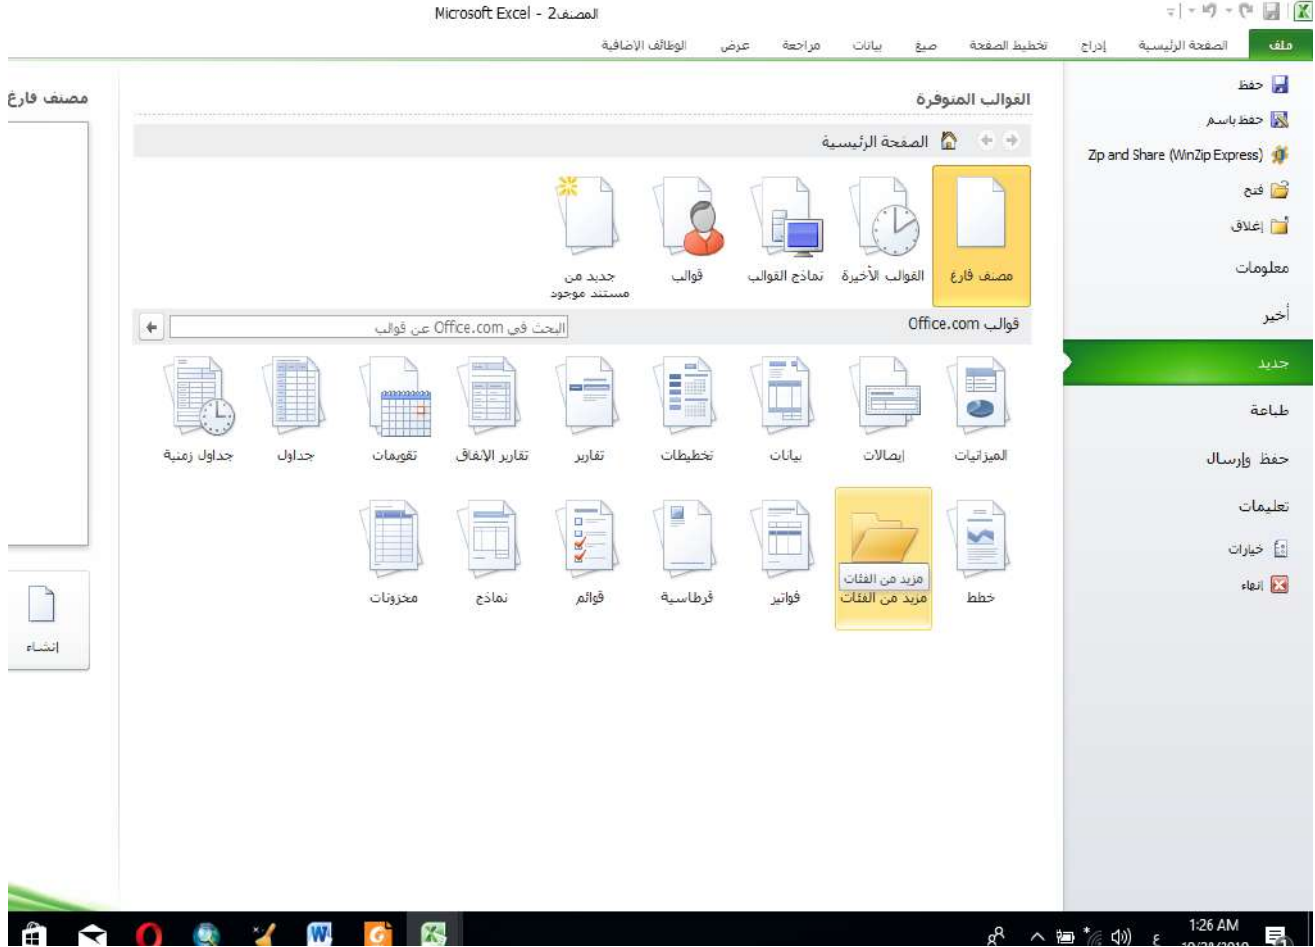 المصنف2 - Microsoft Excel
ملف
الصفحة الرئيسية
إدراج
تخطيط الصفحة
صيغ
بيانات
مراجعة
عرض
الوظائف الإضافية
حفظ
حفظ باسم
Zip and Share (WinZip Express)
فتح
إغلاق
معلومات
أخير
جديد
طباعة
حفظ وإرسال
تعليمات
خيارات
إنهاء
القوالب المتوفرة
الصفحة الرئيسية
مصنف فارغ
القوالب الأخيرة
نماذج القوالب
قوالب
جديد من
مستند موجود
قوالب Office.com
البحث في Office.com عن قوالب
الميزانيات
إيصالات
بيانات
تخطيطات
تقارير
تقارير الإنفاق
تقويمات
جداول
جداول زمنية
خطط
مزيد من الفئات
مزيد من الفئات
فواتير
قرطاسية
قوائم
نماذج
مخزونات
مصنف فارغ
إنشاء
ع
1:26 AM